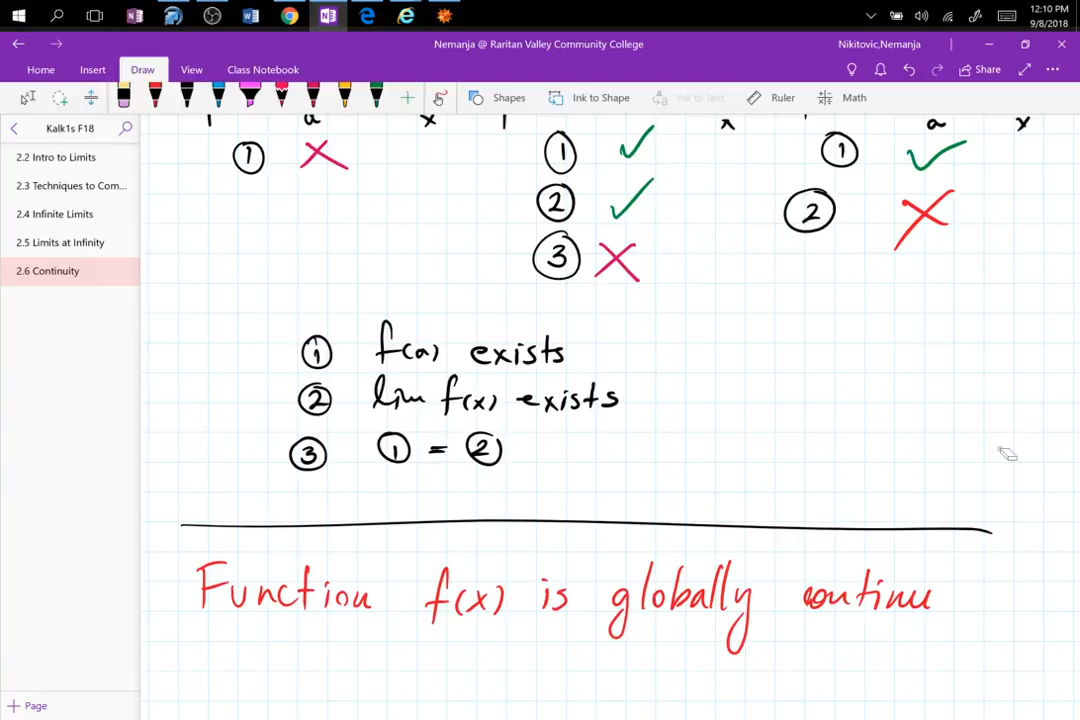 12:10 PM
9/8/2018
Nemanja @ Raritan Valley Community College
Nikitovic,Nemanja
Home Insert Draw View Class Notebook Share
Shapes Ink to Shape Ink to Text Ruler Math
Kalk1s F18
2.2 Intro to Limits
2.3 Techniques to Com...
2.4 Infinite Limits
2.5 Limits at Infinity
2.6 Continuity
+ Page
a x x a x
① ✗ ① ✓ ① ✓
② ✓ ② ✗
③ ✗
① f(a) exists
② lim f(x) exists
③ ① = ②
Function f(x) is globally continu